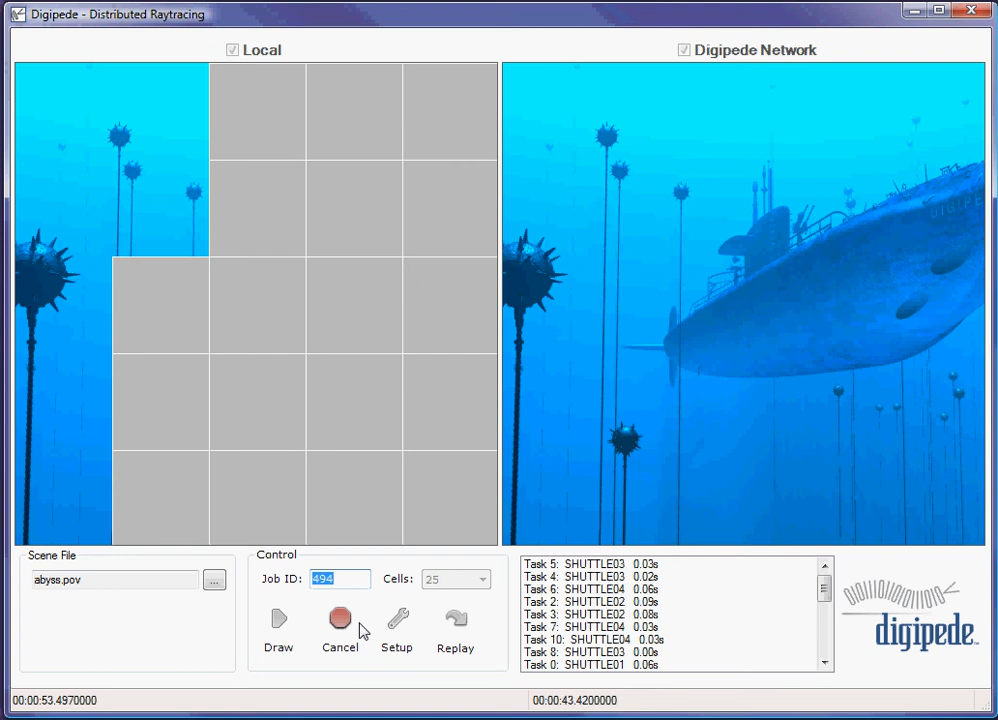 Digipede - Distributed Raytracing
Local
Digipede Network
DIGIPE
Scene File
abyss.pov
...
Control
Job ID: 494 Cells: 25
Draw Cancel Setup Replay
Task 5: SHUTTLE03 0.03s
Task 3: SHUTTLE03 0.02s
Task 6: SHUTTLE04 0.06s
Task 2: SHUTTLE02 0.09s
Task 3: SHUTTLE02 0.08s
Task 7: SHUTTLE04 0.03s
Task 10: SHUTTLE04 0.03s
Task 8: SHUTTLE03 0.00s
Task 0: SHUTTLE01 0.06s
digipede
00:00:53.4970000
00:00:43.4200000